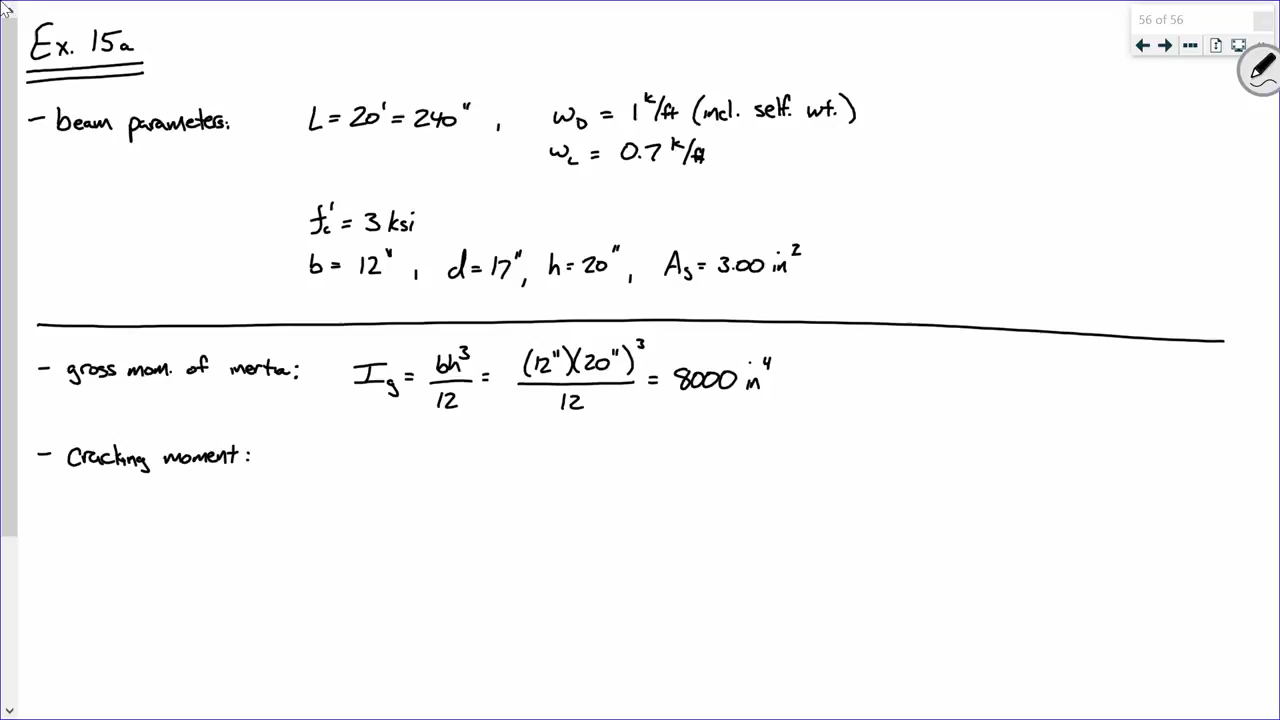 56 of 56
Ex. 15a
- beam parameters: L = 20' = 240" , w_D = 1 k/ft (incl. self. wt.)
w_L = 0.7 k/ft
f'_c = 3 ksi
b = 12" , d = 17" , h = 20" , A_s = 3.00 in²
- gross mom. of inertia: I_g = bh³/12 = (12")(20")³/12 = 8000 in⁴
- Cracking moment: